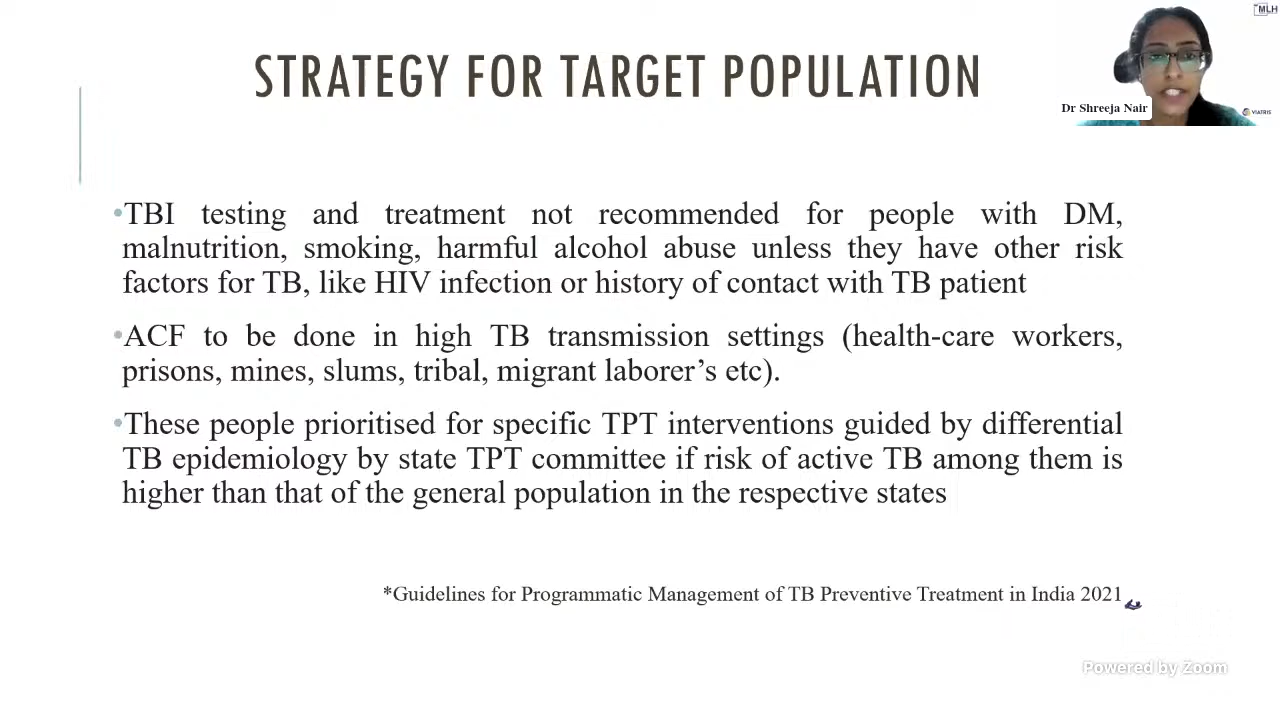 MLH
STRATEGY FOR TARGET POPULATION
Dr Shreeja Nair
VIATRIS
•TBI testing and treatment not recommended for people with DM,
malnutrition, smoking, harmful alcohol abuse unless they have other risk
factors for TB, like HIV infection or history of contact with TB patient
•ACF to be done in high TB transmission settings (health-care workers,
prisons, mines, slums, tribal, migrant laborer’s etc).
•These people prioritised for specific TPT interventions guided by differential
TB epidemiology by state TPT committee if risk of active TB among them is
higher than that of the general population in the respective states
*Guidelines for Programmatic Management of TB Preventive Treatment in India 2021
Powered by Zoom